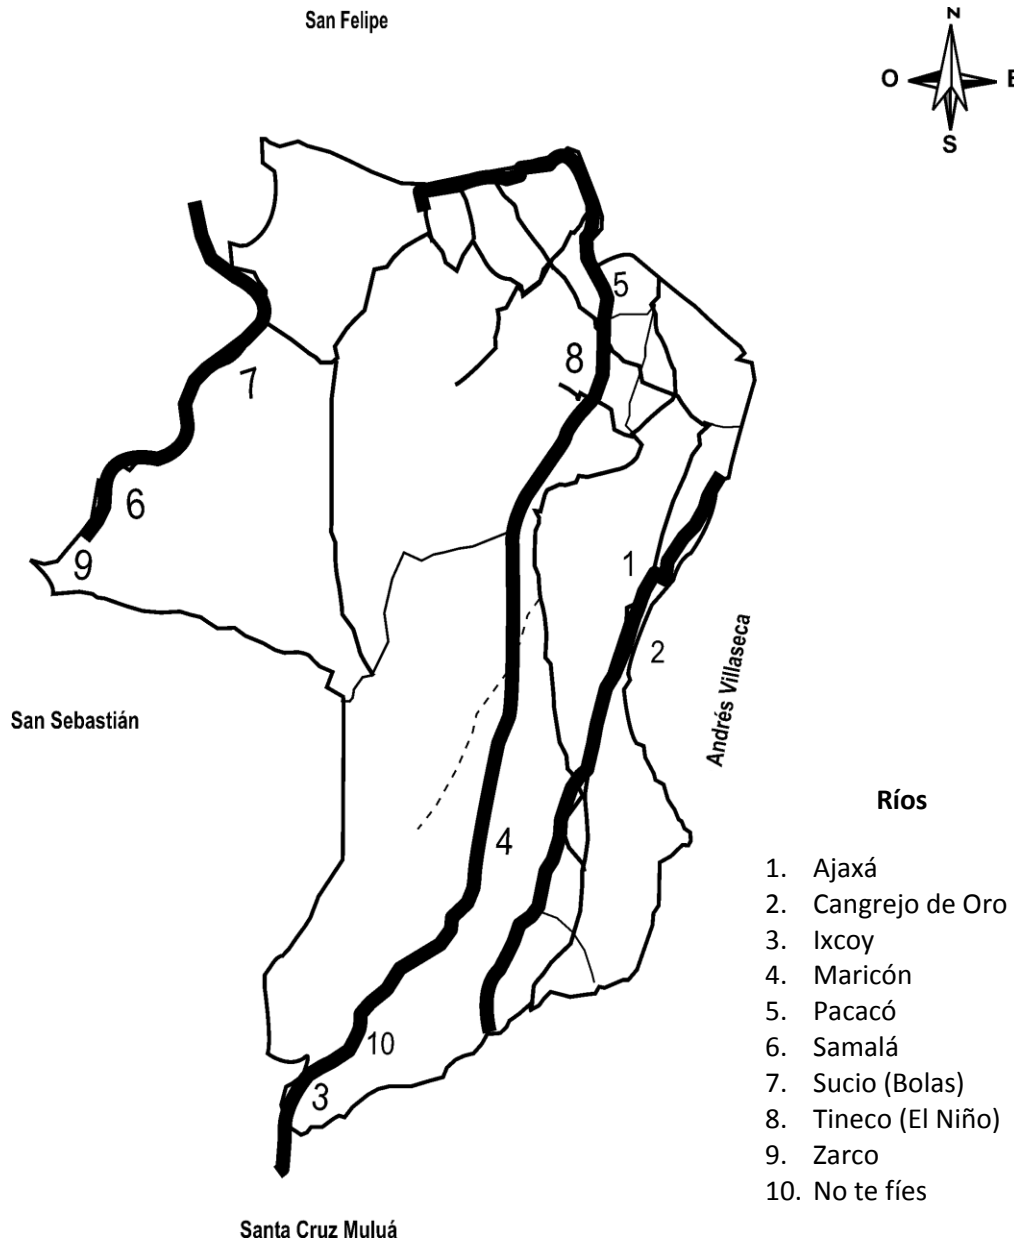 San Felipe
N
O
E
S
5
8
7
6
9
1
2
Andrés Villaseca
San Sebastián
4
10
3
Santa Cruz Muluá
Ríos
1. Ajaxá
2. Cangrejo de Oro
3. Ixcoy
4. Maricón
5. Pacacó
6. Samalá
7. Sucio (Bolas)
8. Tineco (El Niño)
9. Zarco
10. No te fíes